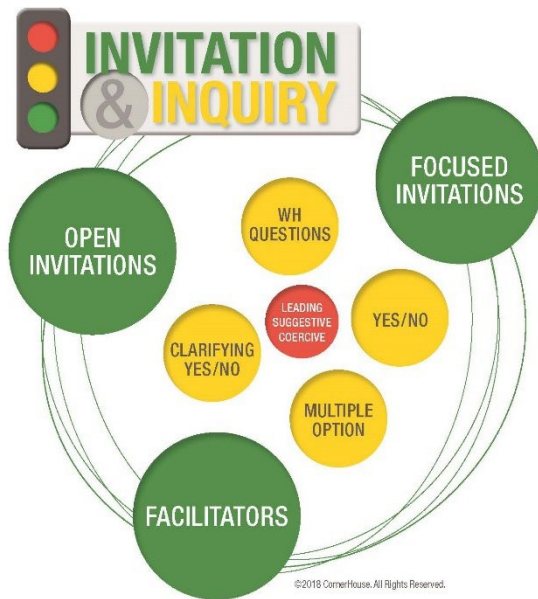 INVITATION
& INQUIRY
FOCUSED
INVITATIONS
OPEN
INVITATIONS
WH
QUESTIONS
LEADING
SUGGESTIVE
COERCIVE
YES/NO
CLARIFYING
YES/NO
MULTIPLE
OPTION
FACILITATORS
©2018 CornerHouse. All Rights Reserved.